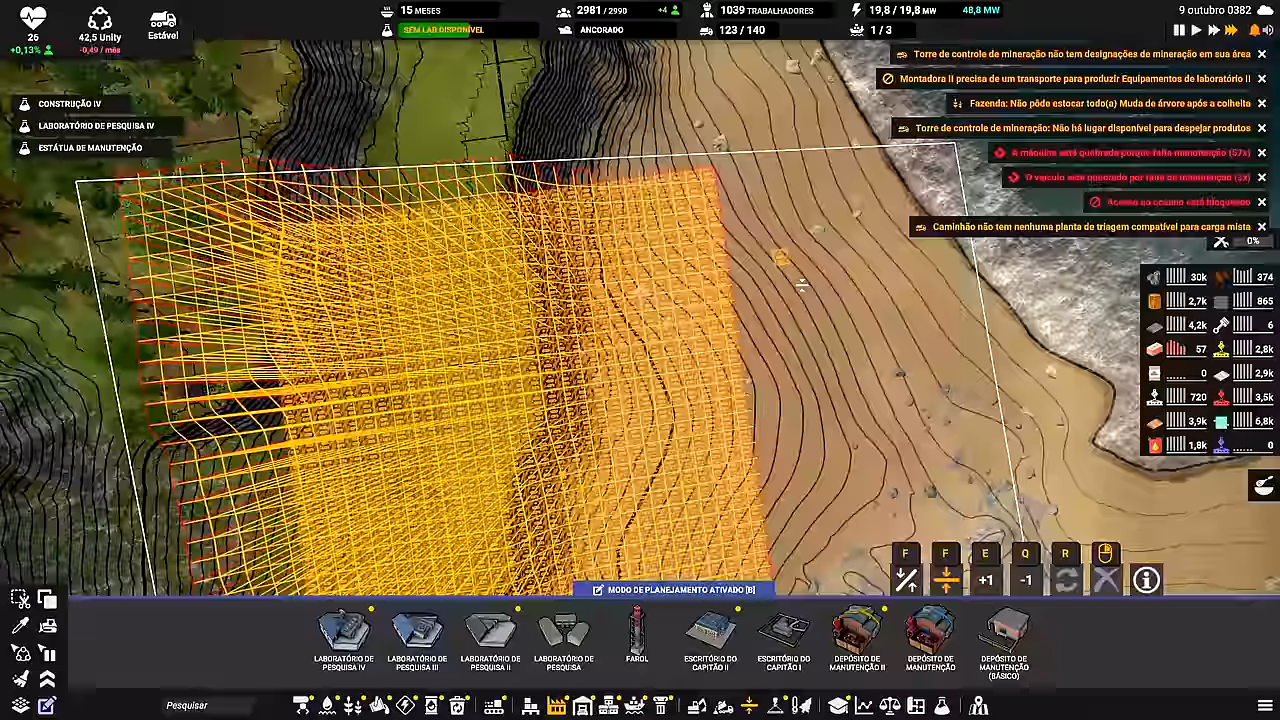 26
+0,13%
42,5 Unity
-0,49 / mês
Estável
15 MESES
SEM LAB DISPONÍVEL
2981 / 2990
+4
ANCORADO
1039 TRABALHADORES
123 / 140
19,8 / 19,8 MW
48,8 MW
1 / 3
9 outubro 0382
CONSTRUÇÃO IV
LABORATÓRIO DE PESQUISA IV
ESTÁTUA DE MANUTENÇÃO
Torre de controle de mineração não tem designações de mineração em sua área
Montadora II precisa de um transporte para produzir Equipamentos de laboratório II
Fazenda: Não pôde estocar todo(a) Muda de árvore após a colheita
Torre de controle de mineração: Não há lugar disponível para despejar produtos
A máquina está quebrada porque falta manutenção (57x)
O veículo está quebrado por falta de manutenção (3x)
Acesso ao oceano está bloqueado
Caminhão não tem nenhuma planta de triagem compatível para carga mista
0%
30k
374
2,7k
865
4,2k
6
57
2,8k
0
2,9k
720
3,5k
3,9k
6,8k
1,8k
0
F
F
E
Q
R
+1
-1
MODO DE PLANEJAMENTO ATIVADO [B]
LABORATÓRIO DE PESQUISA IV
LABORATÓRIO DE PESQUISA III
LABORATÓRIO DE PESQUISA II
LABORATÓRIO DE PESQUISA
FAROL
ESCRITÓRIO DO CAPITÃO II
ESCRITÓRIO DO CAPITÃO I
DEPÓSITO DE MANUTENÇÃO II
DEPÓSITO DE MANUTENÇÃO
DEPÓSITO DE MANUTENÇÃO (BÁSICO)
Pesquisar